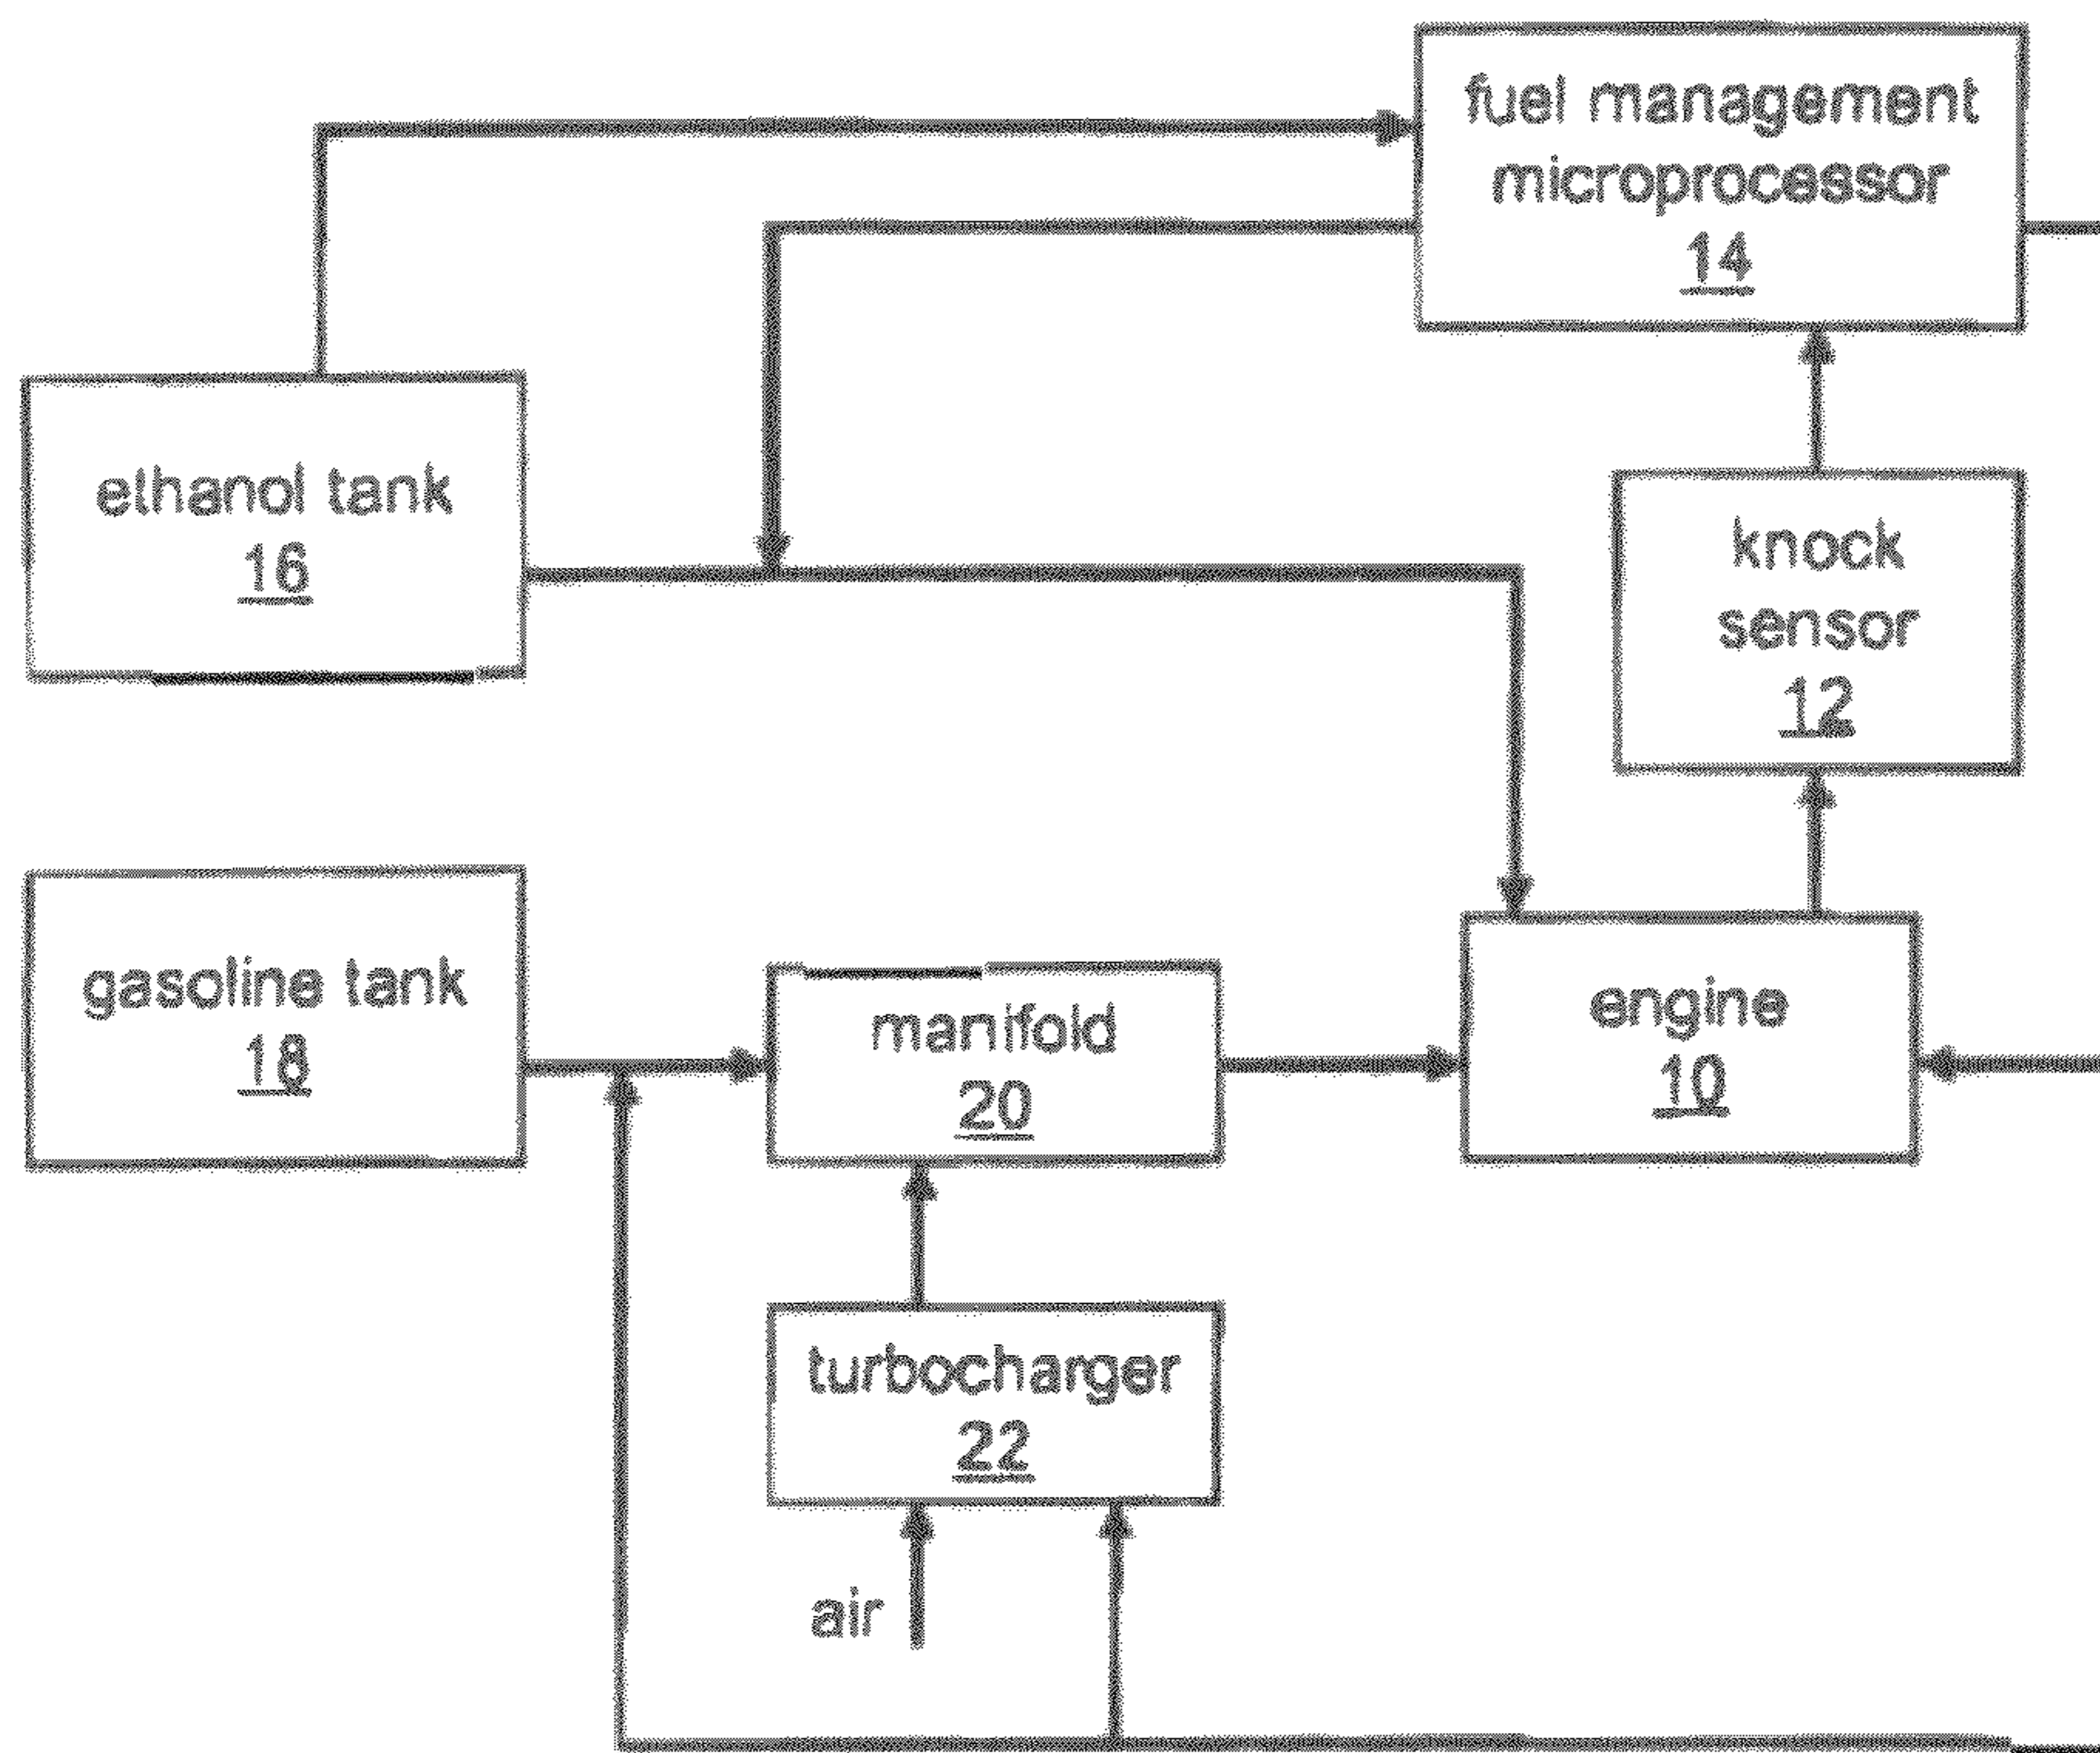 fuel management
microprocessor
14
ethanol tank
16
knock
sensor
12
gasoline tank
18
manifold
20
engine
10
turbocharger
22
air